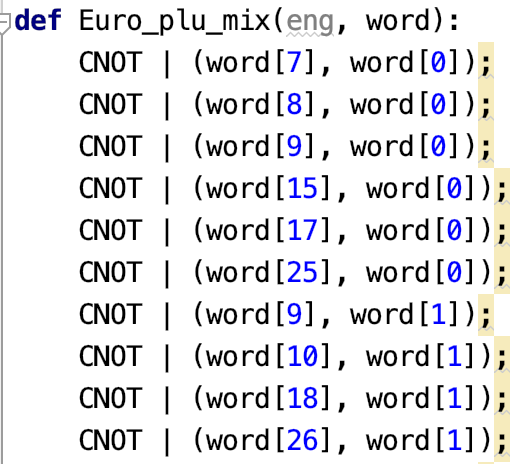 def Euro_plu_mix(eng, word):
    CNOT | (word[7], word[0]);
    CNOT | (word[8], word[0]);
    CNOT | (word[9], word[0]);
    CNOT | (word[15], word[0]);
    CNOT | (word[17], word[0]);
    CNOT | (word[25], word[0]);
    CNOT | (word[9], word[1]);
    CNOT | (word[10], word[1]);
    CNOT | (word[18], word[1]);
    CNOT | (word[26], word[1]);